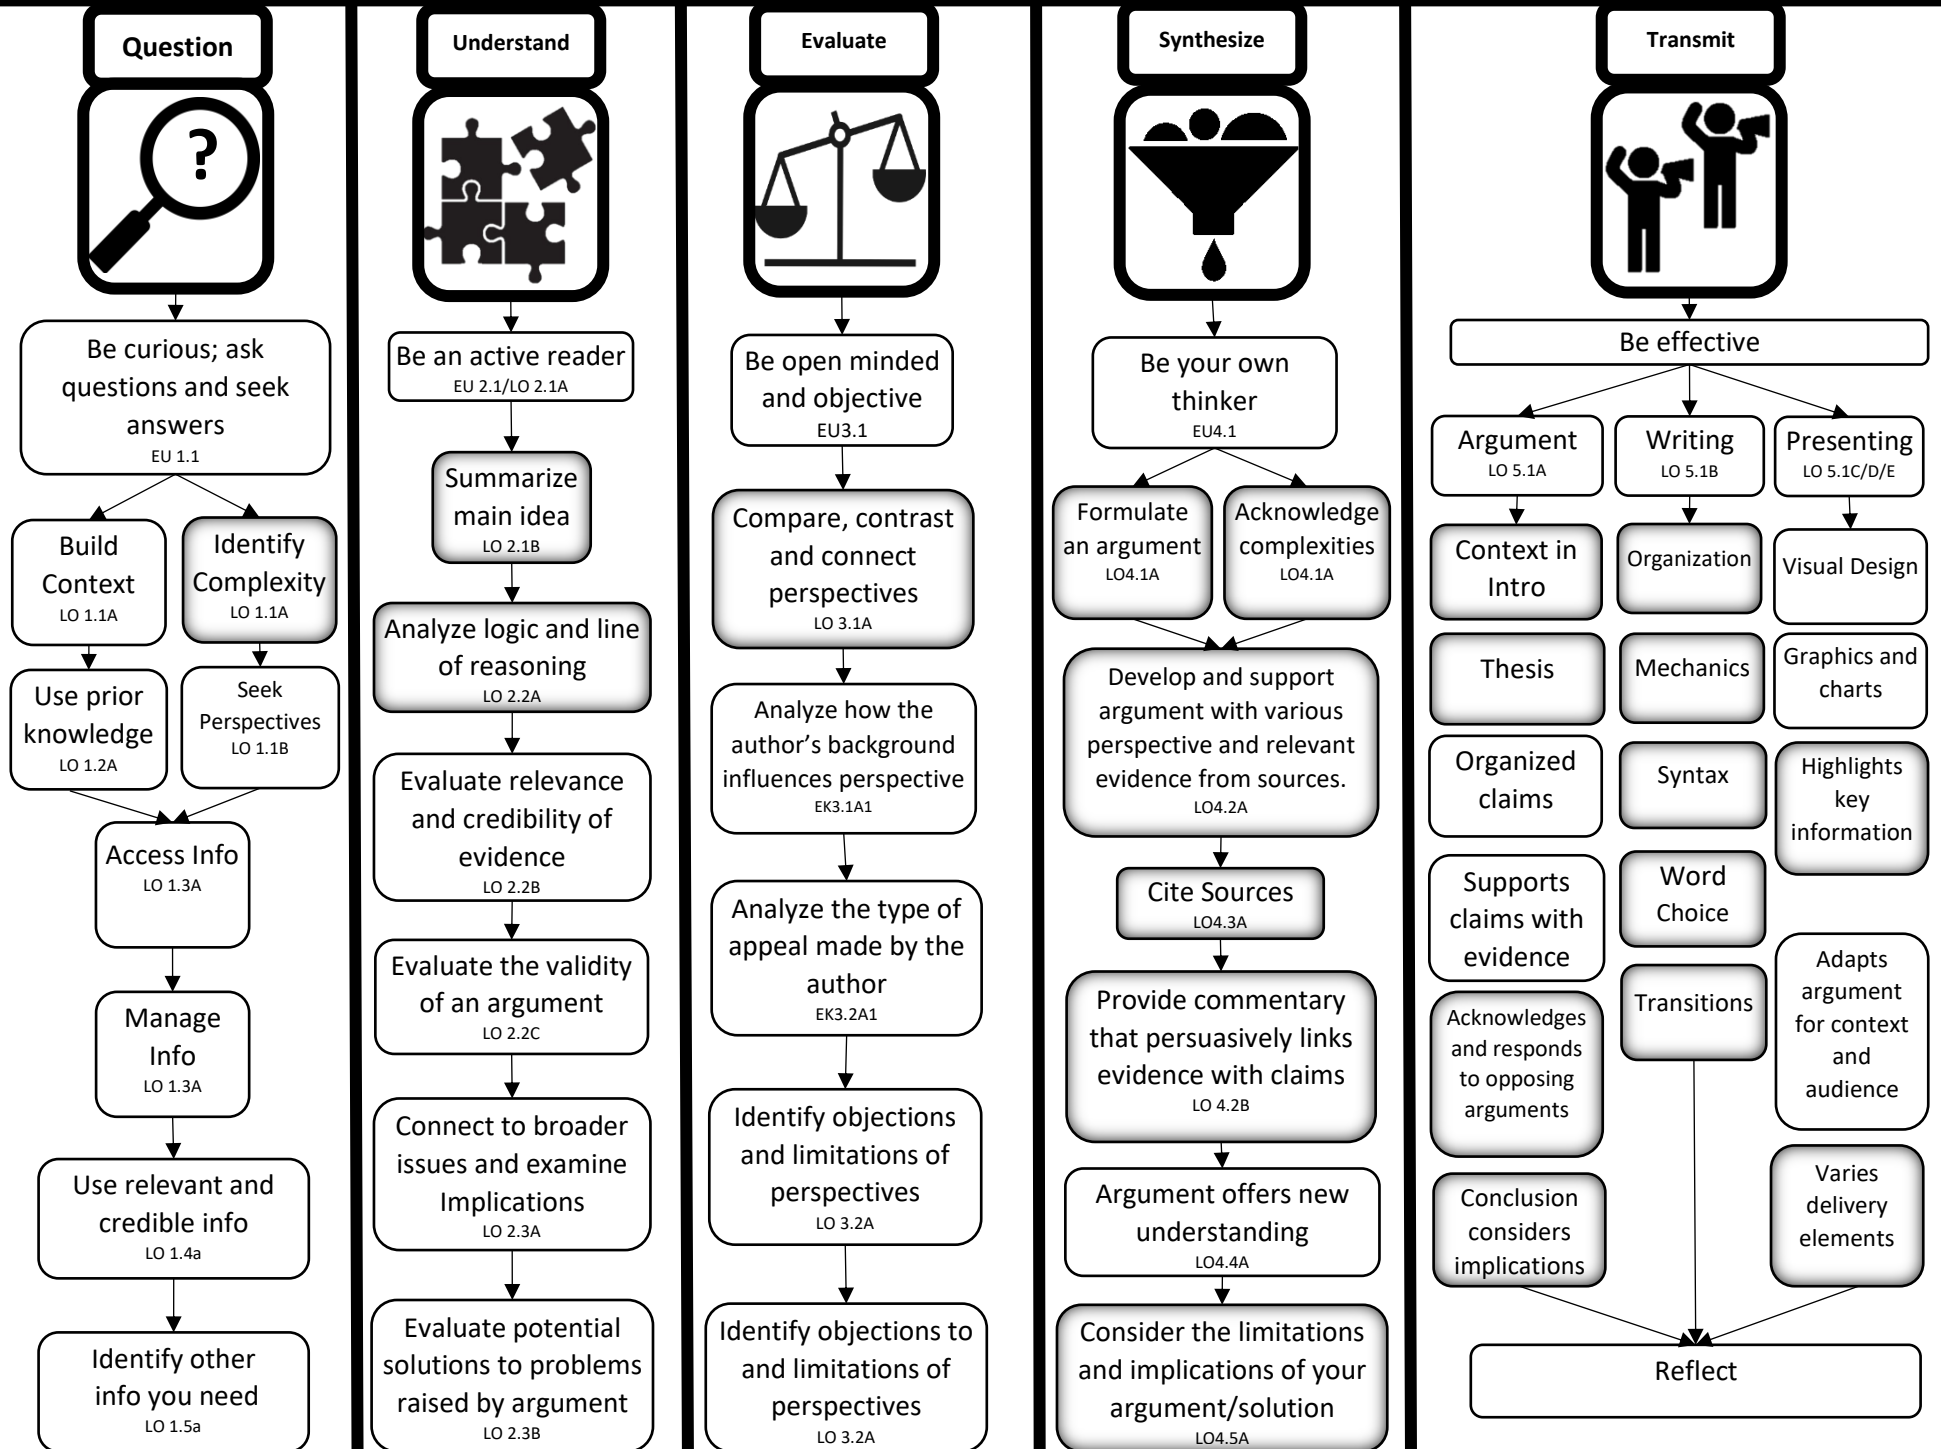 Question
?
Be curious; ask
questions and seek
answers
EU 1.1
Build
Context
LO 1.1A
Identify
Complexity
LO 1.1A
Use prior
knowledge
LO 1.2A
Seek
Perspectives
LO 1.1B
Access Info
LO 1.3A
Manage
Info
LO 1.3A
Use relevant and
credible info
LO 1.4a
Identify other
info you need
LO 1.5a
Understand
Be an active reader
EU 2.1/LO 2.1A
Summarize
main idea
LO 2.1B
Analyze logic and line
of reasoning
LO 2.2A
Evaluate relevance
and credibility of
evidence
LO 2.2B
Evaluate the validity
of an argument
LO 2.2C
Connect to broader
issues and examine
Implications
LO 2.3A
Evaluate potential
solutions to problems
raised by argument
LO 2.3B
Evaluate
Be open minded
and objective
EU3.1
Compare, contrast
and connect
perspectives
LO 3.1A
Analyze how the
author’s background
influences perspective
EK3.1A1
Analyze the type of
appeal made by the
author
EK3.2A1
Identify objections
and limitations of
perspectives
LO 3.2A
Identify objections to
and limitations of
perspectives
LO 3.2A
Synthesize
Be your own
thinker
EU4.1
Formulate
an argument
LO4.1A
Acknowledge
complexities
LO4.1A
Develop and support
argument with various
perspective and relevant
evidence from sources.
LO4.2A
Cite Sources
LO4.3A
Provide commentary
that persuasively links
evidence with claims
LO 4.2B
Argument offers new
understanding
LO4.4A
Consider the limitations
and implications of your
argument/solution
LO4.5A
Transmit
Be effective
Argument
LO 5.1A
Context in
Intro
Thesis
Organized
claims
Supports
claims with
evidence
Acknowledges
and responds
to opposing
arguments
Conclusion
considers
implications
Writing
LO 5.1B
Organization
Mechanics
Syntax
Word
Choice
Transitions
Presenting
LO 5.1C/D/E
Visual Design
Graphics and
charts
Highlights
key
information
Adapts
argument
for context
and
audience
Varies
delivery
elements
Reflect